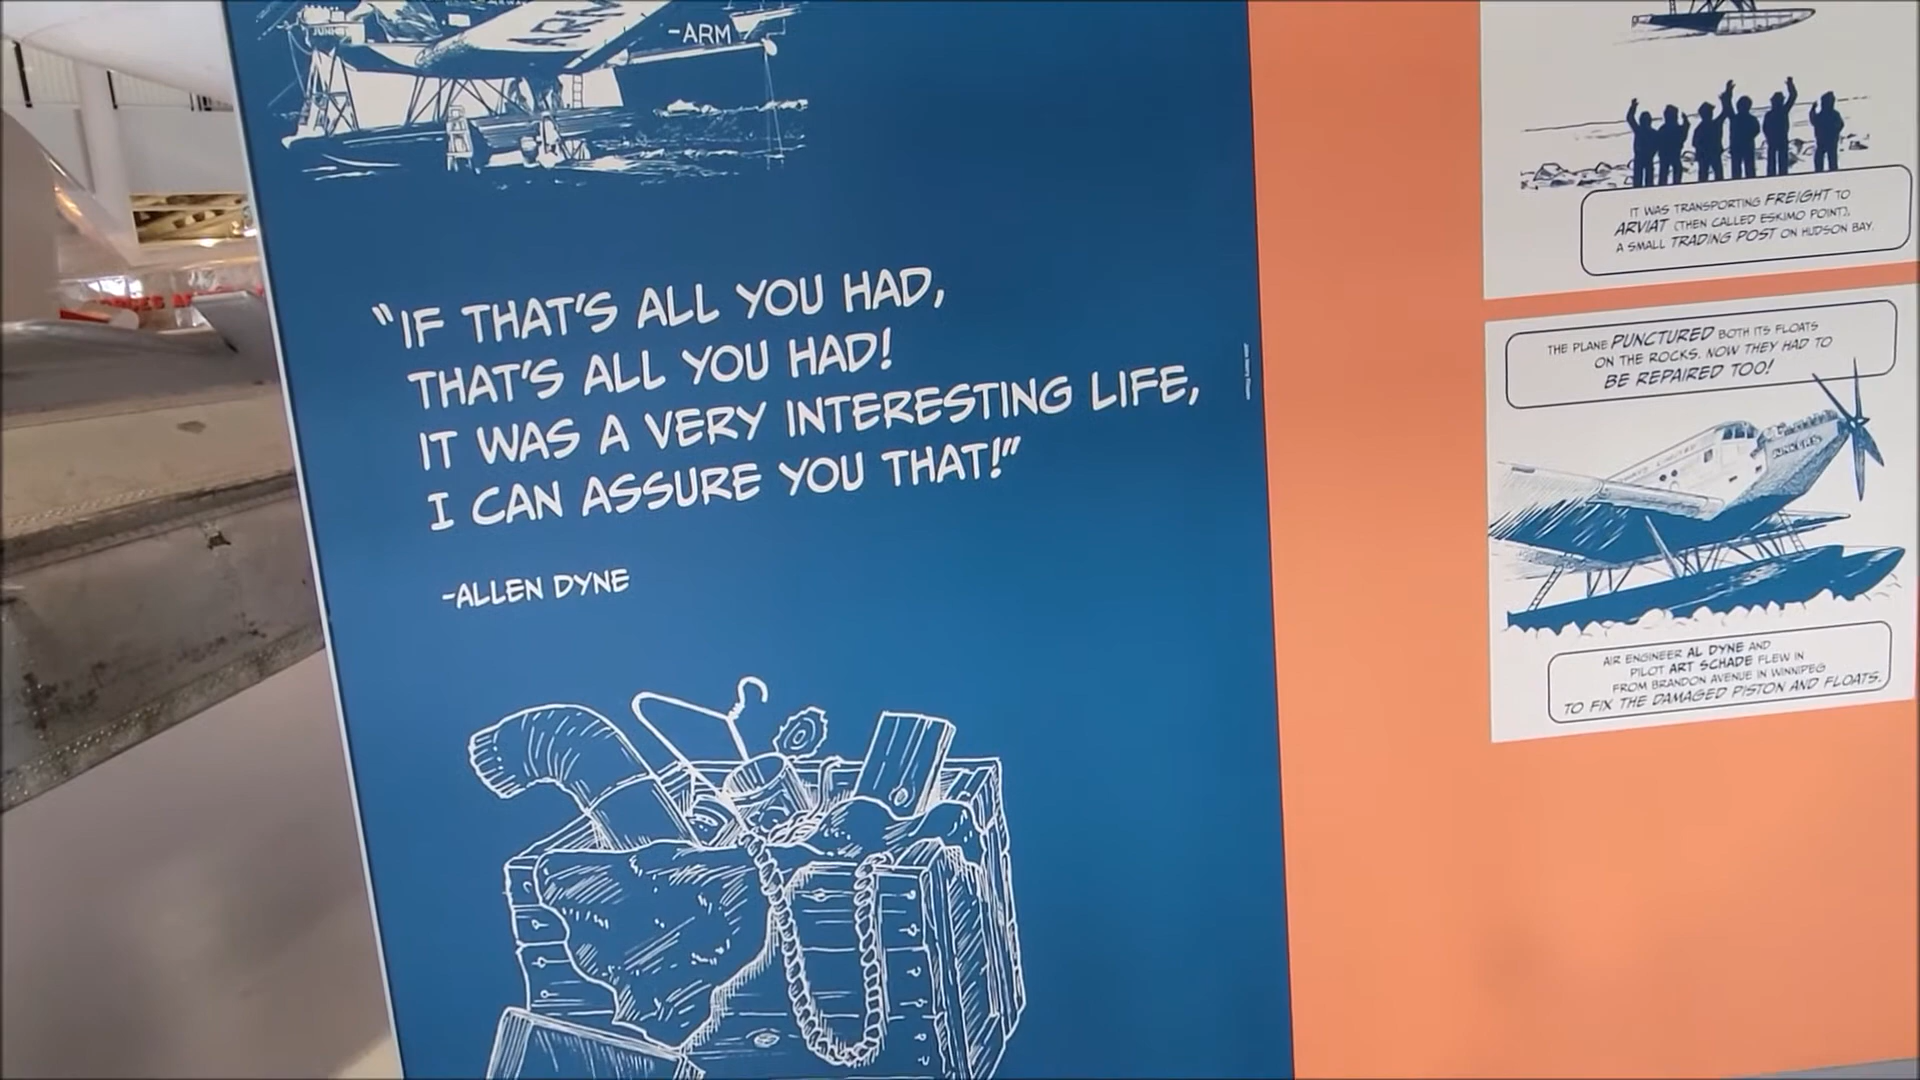 ARM
-ARM
"IF THAT'S ALL YOU HAD,
THAT'S ALL YOU HAD!
IT WAS A VERY INTERESTING LIFE,
I CAN ASSURE YOU THAT!"
-ALLEN DYNE
IT WAS TRANSPORTING FREIGHT TO
ARVIAT (THEN CALLED ESKIMO POINT),
A SMALL TRADING POST ON HUDSON BAY.
THE PLANE PUNCTURED BOTH ITS FLOATS
ON THE ROCKS. NOW THEY HAD TO
BE REPAIRED TOO!
JUNKERS
AIR ENGINEER AL DYNE AND
PILOT ART SCHADE FLEW IN
FROM BRANDON AVENUE IN WINNIPEG
TO FIX THE DAMAGED PISTON AND FLOATS.